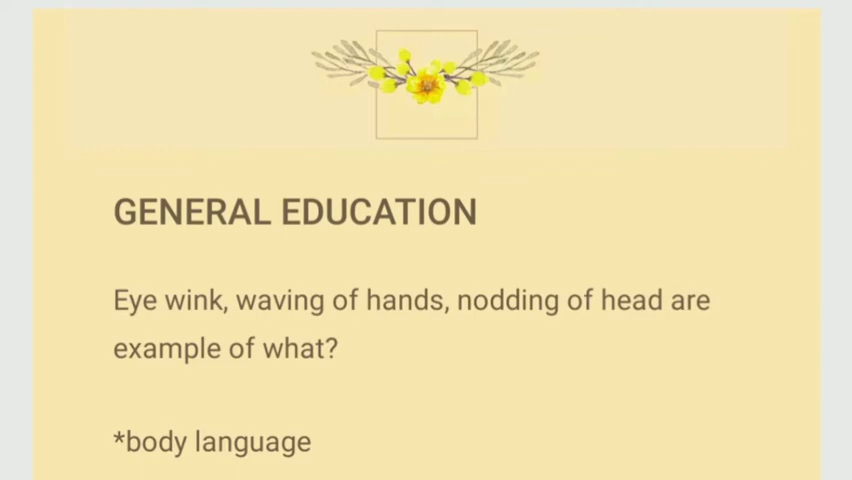 GENERAL EDUCATION
Eye wink, waving of hands, nodding of head are
example of what?
*body language